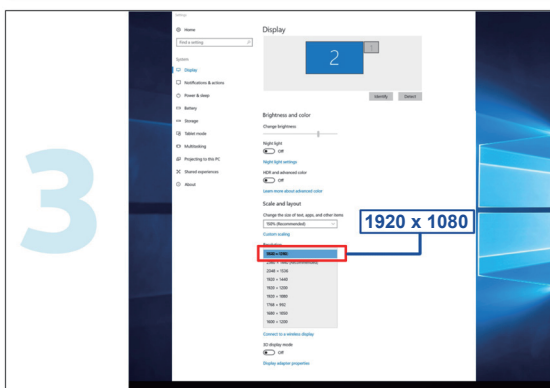 3
Settings
Home
Find a setting
System
Display
Notifications & actions
Power & sleep
Battery
Storage
Tablet mode
Multitasking
Projecting to this PC
Shared experiences
About
Display
2
1
Identify
Detect
Brightness and color
Change brightness
Night light
Off
Night light settings
HDR and advanced color
Off
Learn more about advanced color
Scale and layout
Change the size of text, apps, and other items
150% (Recommended)
Custom scaling
Resolution
1920 x 1080
2048 × 1536
1920 × 1440
1920 × 1200
1920 × 1080
1680 × 1050
1600 × 1200
Connect to a wireless display
3D display mode
Off
Display adapter properties